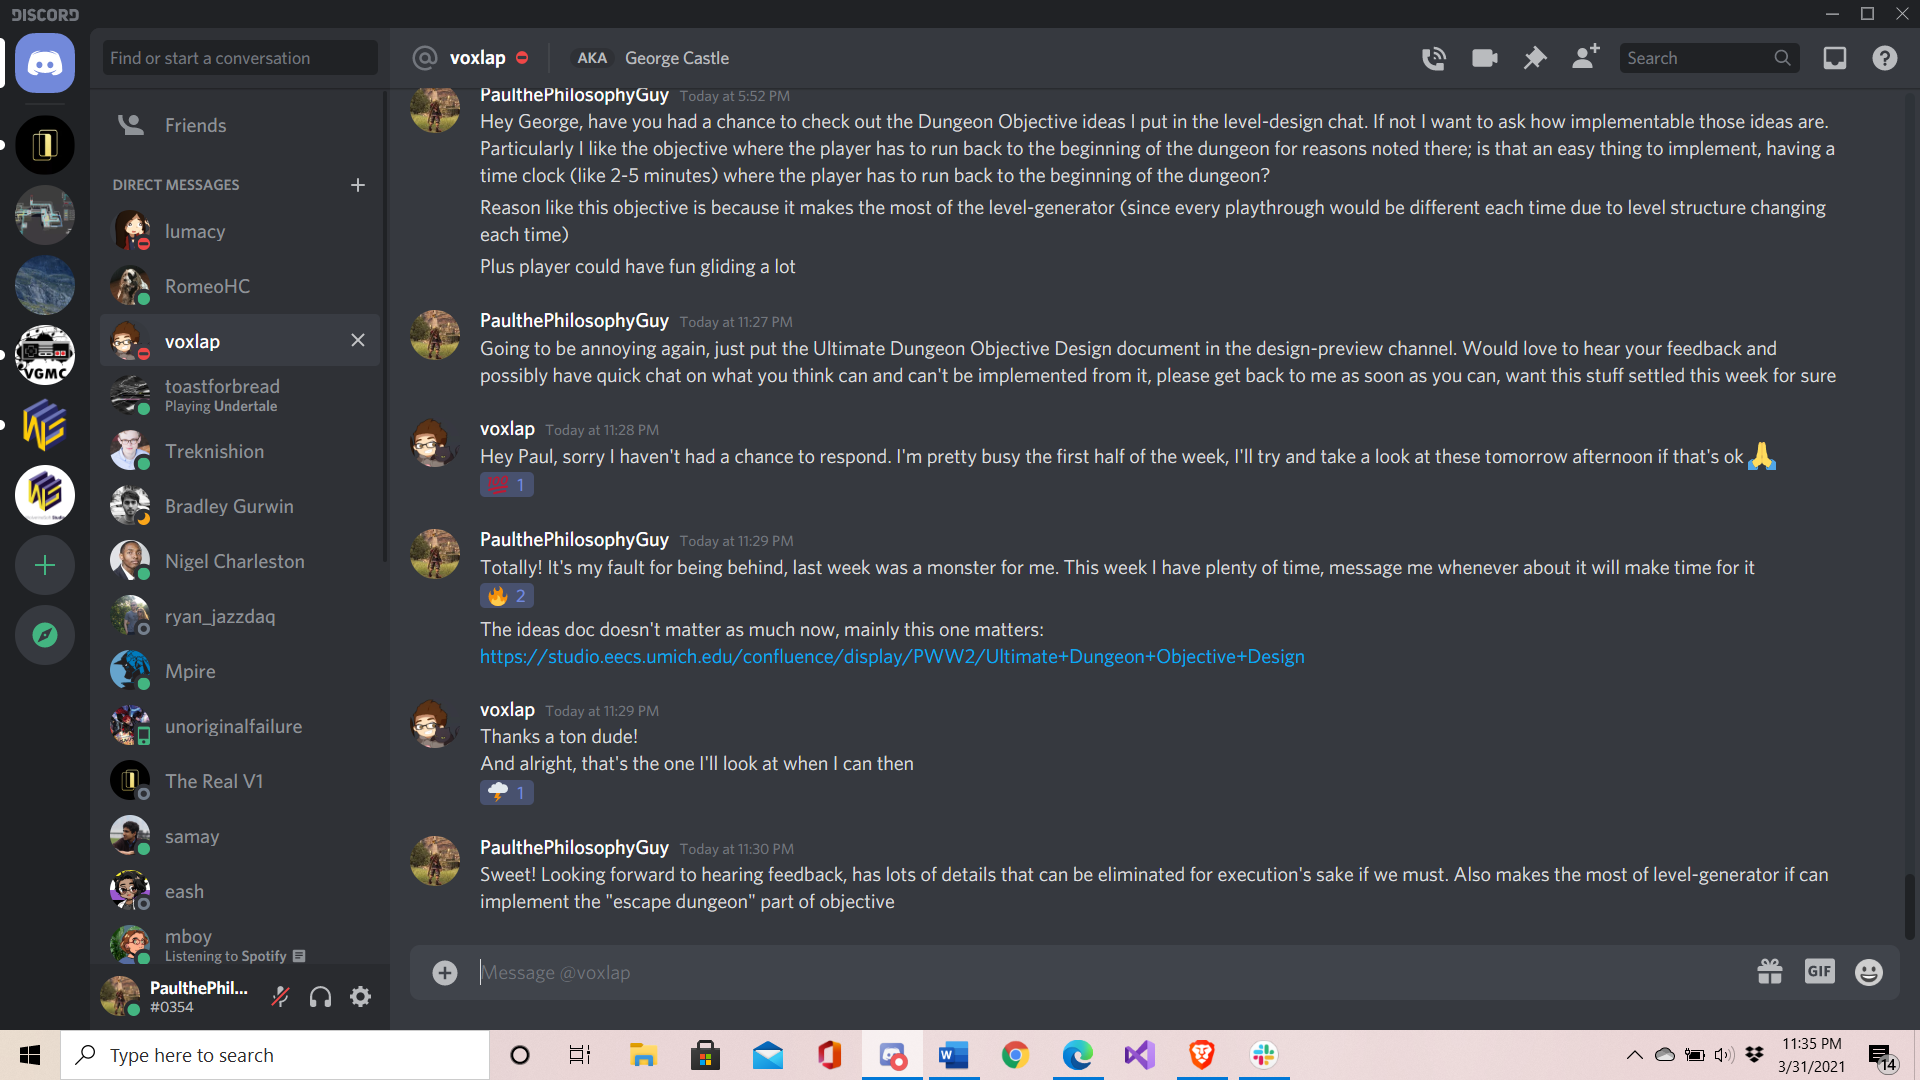 DISCORD
Find or start a conversation
voxlap
AKA George Castle
Search
Friends
DIRECT MESSAGES
lumacy
RomeoHC
voxlap
toastforbread
Playing Undertale
Treknishion
Bradley Gurwin
Nigel Charleston
ryan_jazzdaq
Mpire
unoriginalfailure
The Real V1
samay
eash
mboy
Listening to Spotify
PaulthePhil...
#0354
VGMC
PaulthePhilosophyGuy Today at 5:52 PM
Hey George, have you had a chance to check out the Dungeon Objective ideas I put in the level-design chat. If not I want to ask how implementable those ideas are.
Particularly I like the objective where the player has to run back to the beginning of the dungeon for reasons noted there; is that an easy thing to implement, having a
time clock (like 2-5 minutes) where the player has to run back to the beginning of the dungeon?
Reason like this objective is because it makes the most of the level-generator (since every playthrough would be different each time due to level structure changing
each time)
Plus player could have fun gliding a lot
PaulthePhilosophyGuy Today at 11:27 PM
Going to be annoying again, just put the Ultimate Dungeon Objective Design document in the design-preview channel. Would love to hear your feedback and
possibly have quick chat on what you think can and can't be implemented from it, please get back to me as soon as you can, want this stuff settled this week for sure
voxlap Today at 11:28 PM
Hey Paul, sorry I haven't had a chance to respond. I'm pretty busy the first half of the week, I'll try and take a look at these tomorrow afternoon if that's ok 🙏
💯 1
PaulthePhilosophyGuy Today at 11:29 PM
Totally! It's my fault for being behind, last week was a monster for me. This week I have plenty of time, message me whenever about it will make time for it
🔥 2
The ideas doc doesn't matter as much now, mainly this one matters:
https://studio.eecs.umich.edu/confluence/display/PWW2/Ultimate+Dungeon+Objective+Design
voxlap Today at 11:29 PM
Thanks a ton dude!
And alright, that's the one I'll look at when I can then
🌩️ 1
PaulthePhilosophyGuy Today at 11:30 PM
Sweet! Looking forward to hearing feedback, has lots of details that can be eliminated for execution's sake if we must. Also makes the most of level-generator if can
implement the "escape dungeon" part of objective
Message @voxlap
GIF
Type here to search
11:35 PM
3/31/2021
14